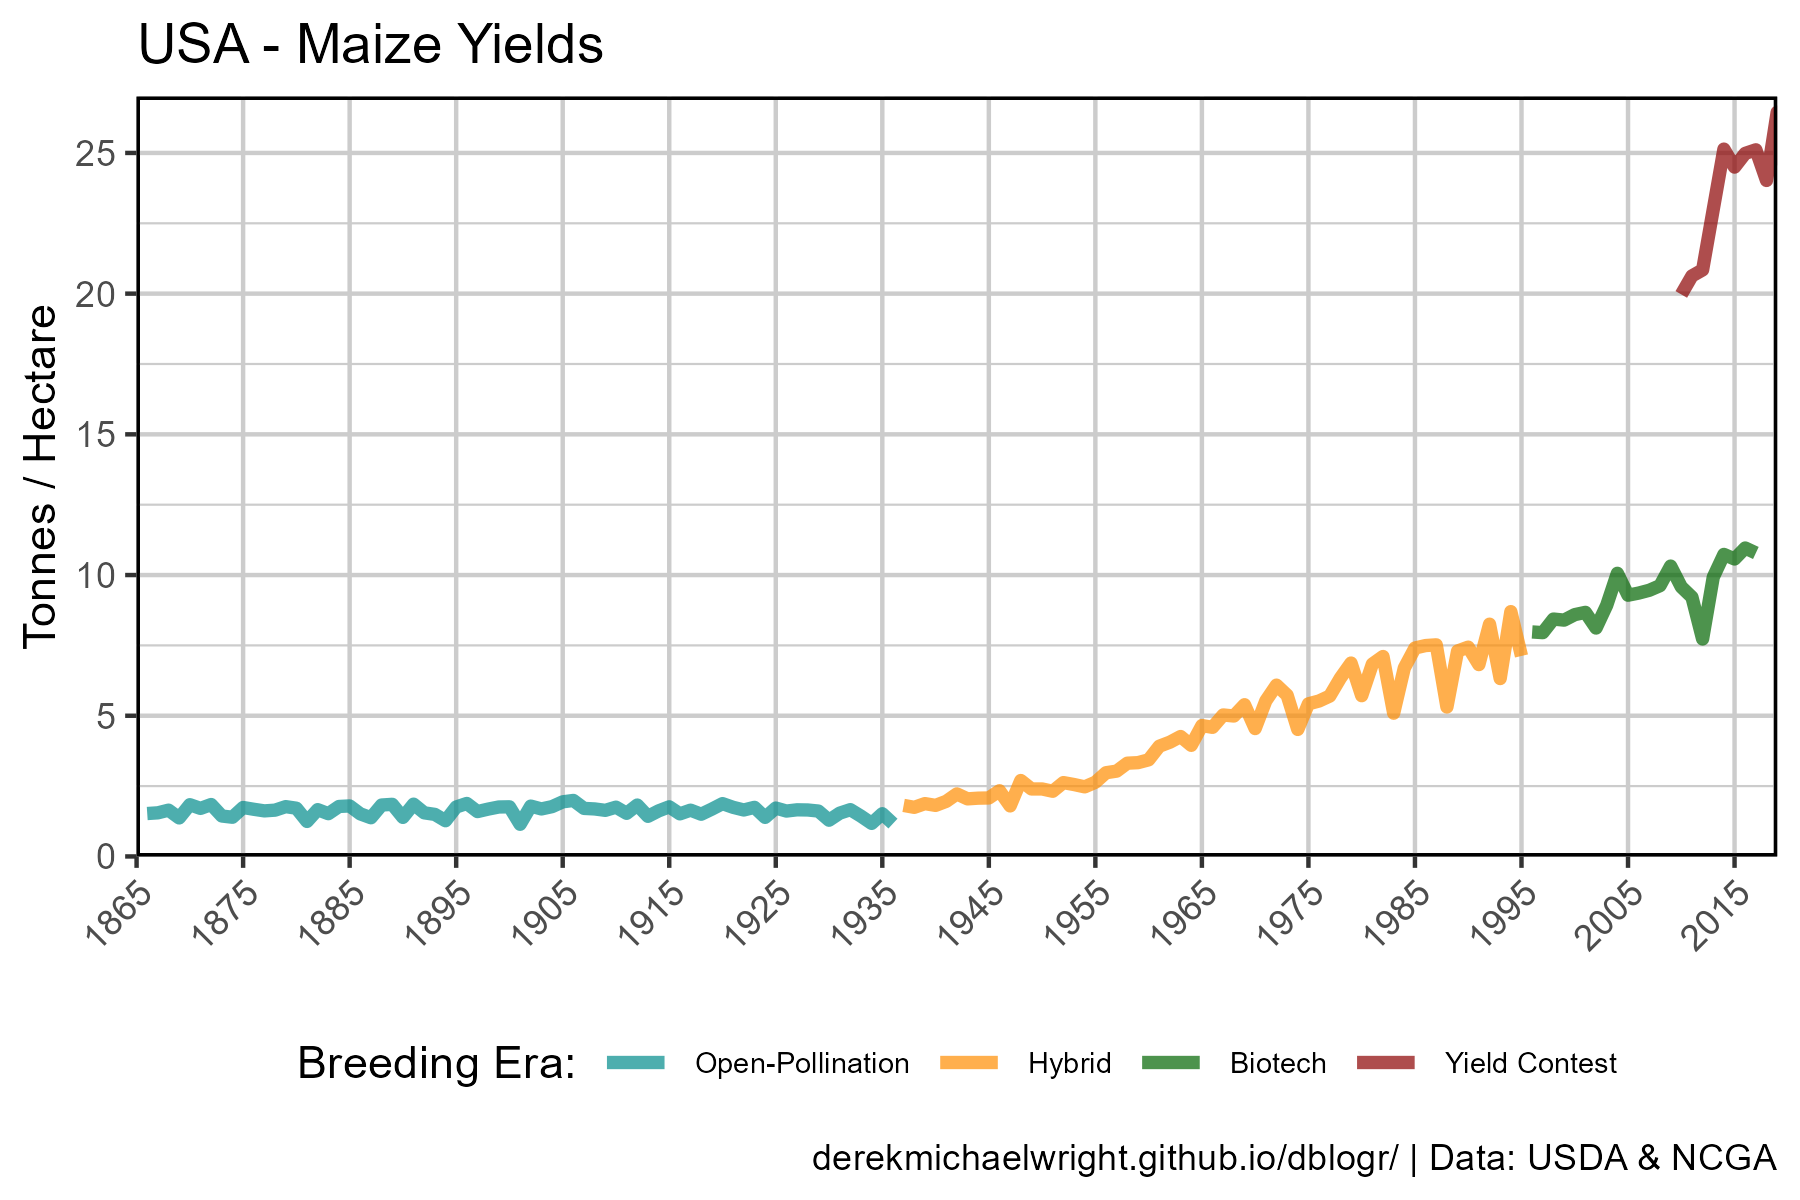 USA - Maize Yields
Tonnes / Hectare
25
20
15
10
5
0
1865 1875 1885 1895 1905 1915 1925 1935 1945 1955 1965 1975 1985 1995 2005 2015
Breeding Era: Open-Pollination Hybrid Biotech Yield Contest
derekmichaelwright.github.io/dblogr/ | Data: USDA & NCGA